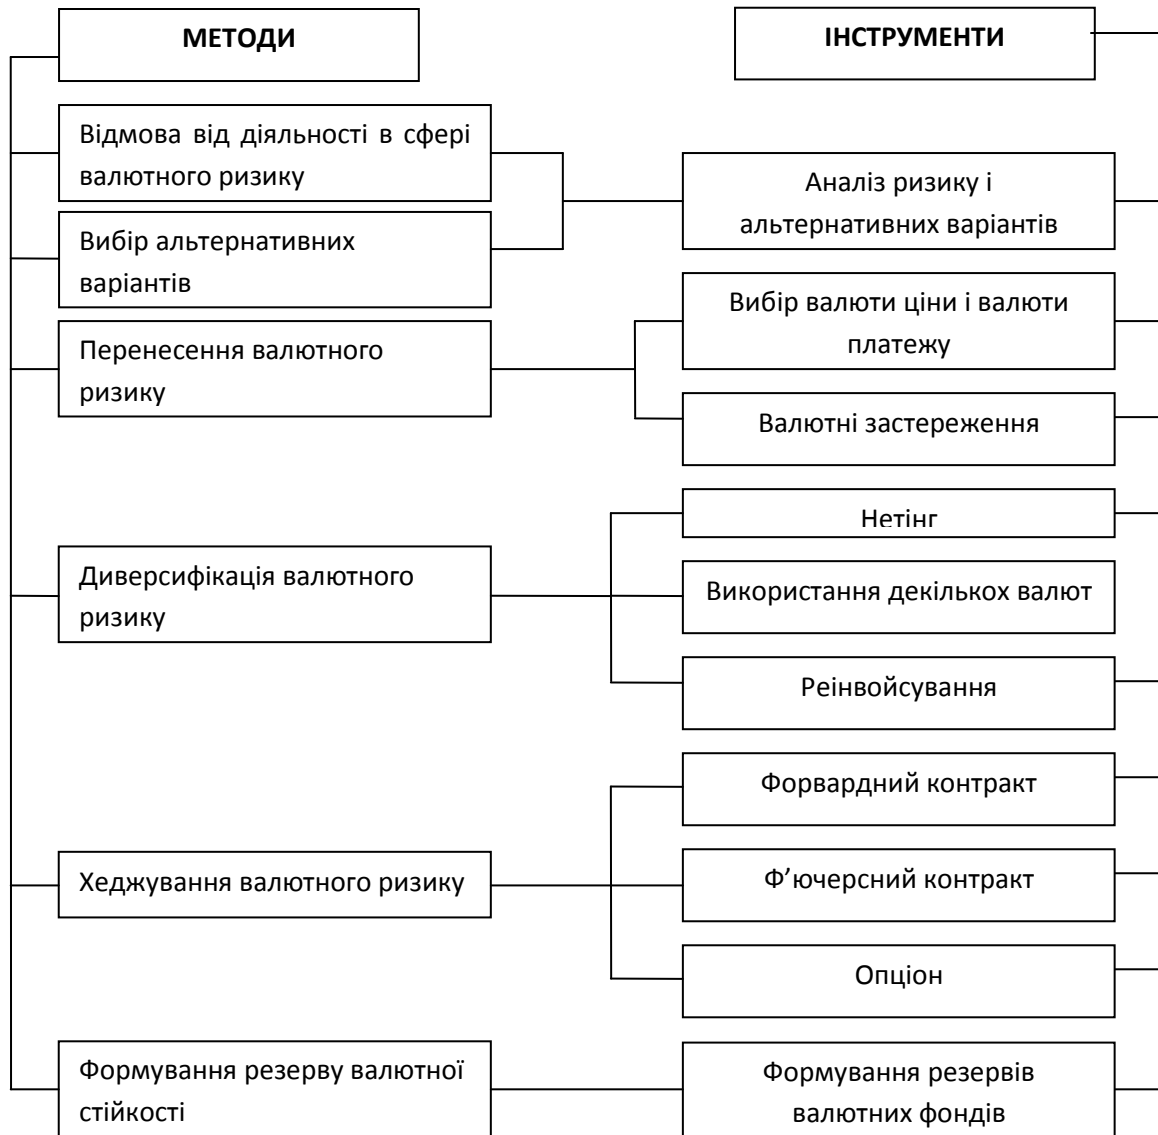 МЕТОДИ
ІНСТРУМЕНТИ
Відмова від діяльності в сфері
валютного ризику
Аналіз ризику і
альтернативних варіантів
Вибір альтернативних
варіантів
Вибір валюти ціни і валюти
платежу
Перенесення валютного
ризику
Валютні застереження
Нетінг
Диверсифікація валютного
ризику
Використання декількох валют
Реінвойсування
Форвардний контракт
Хеджування валютного ризику
Ф’ючерсний контракт
Опціон
Формування резерву валютної
стійкості
Формування резервів
валютних фондів